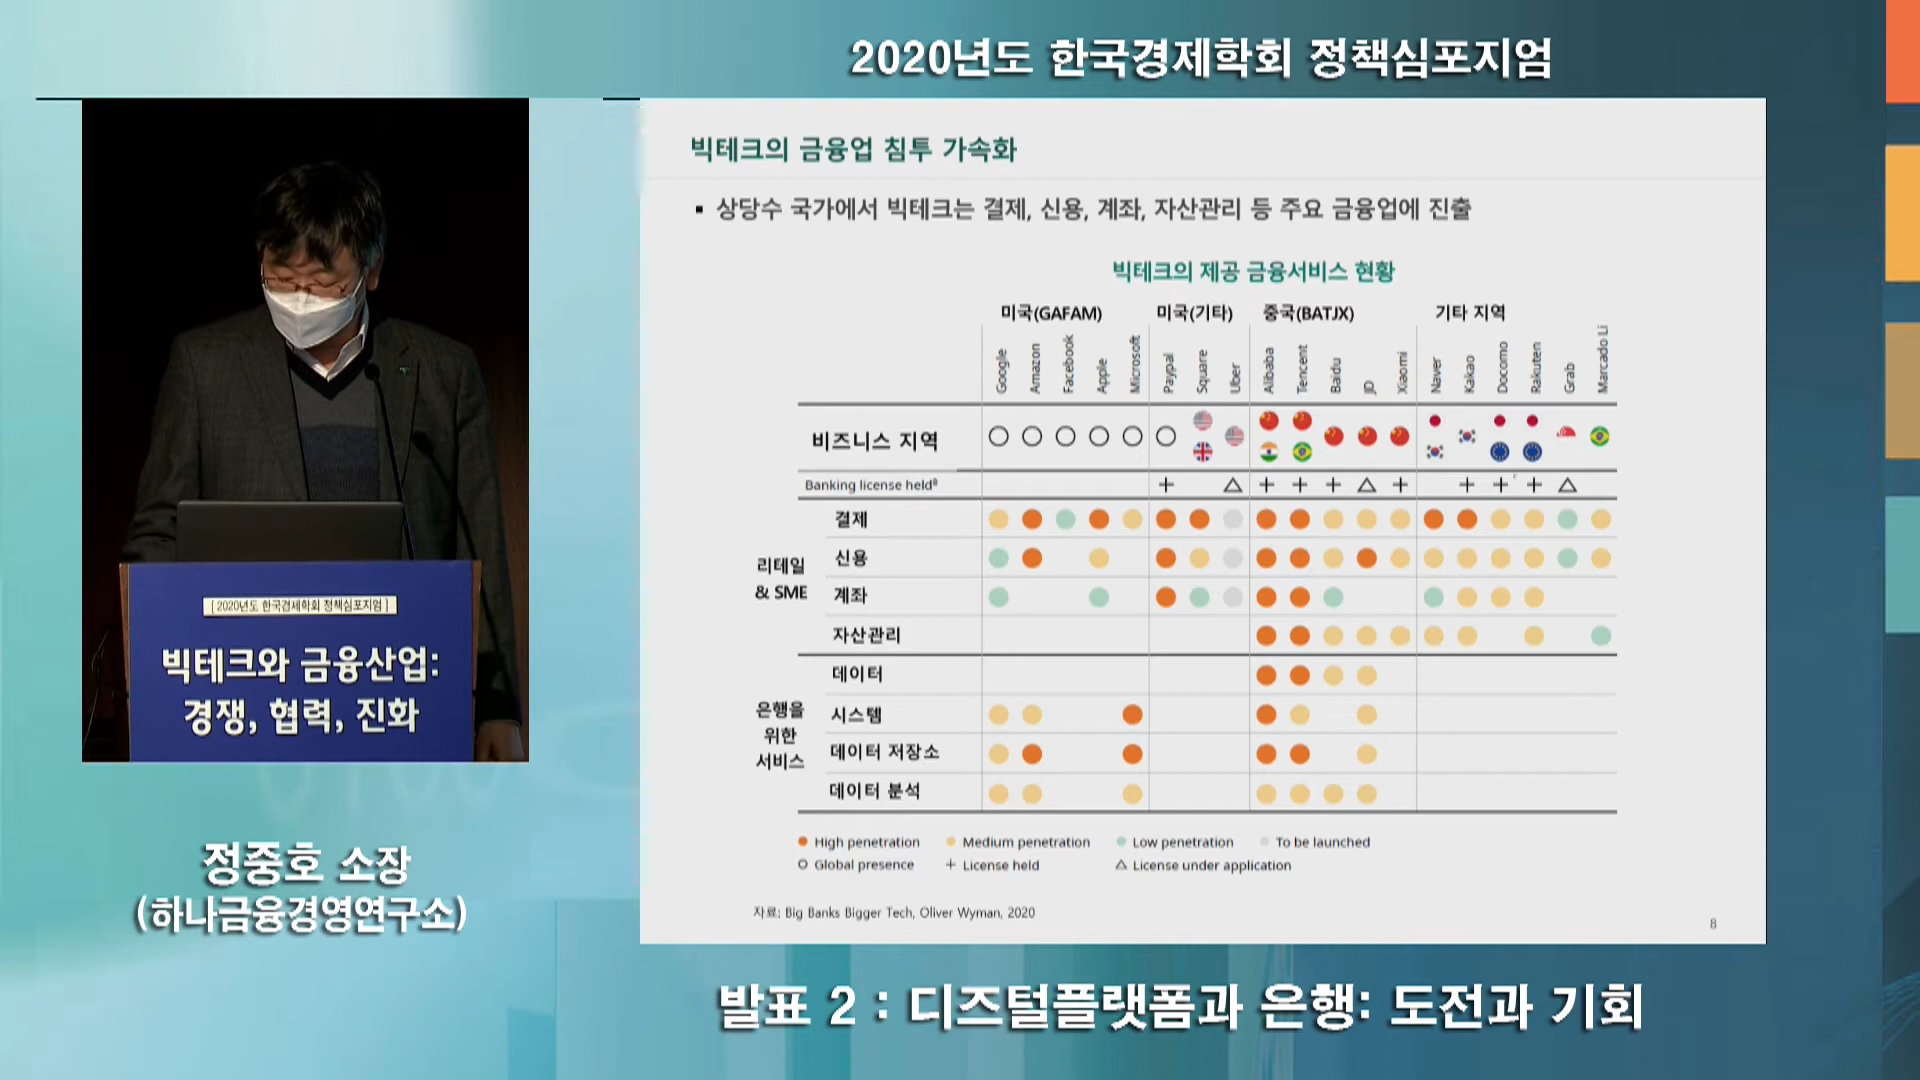 2020년도 한국경제학회 정책심포지엄
빅테크의 금융업 침투 가속화
▪ 상당수 국가에서 빅테크는 결제, 신용, 계좌, 자산관리 등 주요 금융업에 진출
빅테크의 제공 금융서비스 현황
미국(GAFAM) 미국(기타) 중국(BATJX) 기타 지역
Google Amazon Facebook Apple Microsoft Paypal Square Uber Alibaba Tencent Baidu JD Xiaomi Naver Kakao Docomo Rakuten Grab Marcado Li
비즈니스 지역
Banking license held
결제
신용
리테일
& SME
계좌
자산관리
데이터
은행을
위한
서비스
시스템
데이터 저장소
데이터 분석
High penetration Medium penetration Low penetration To be launched
Global presence + License held △ License under application
자료: Big Banks Bigger Tech, Oliver Wyman, 2020
8
[ 2020년도 한국경제학회 정책심포지엄 ]
빅테크와 금융산업:
경쟁, 협력, 진화
정중호 소장
(하나금융경영연구소)
발표 2 : 디즈털플랫폼과 은행: 도전과 기회